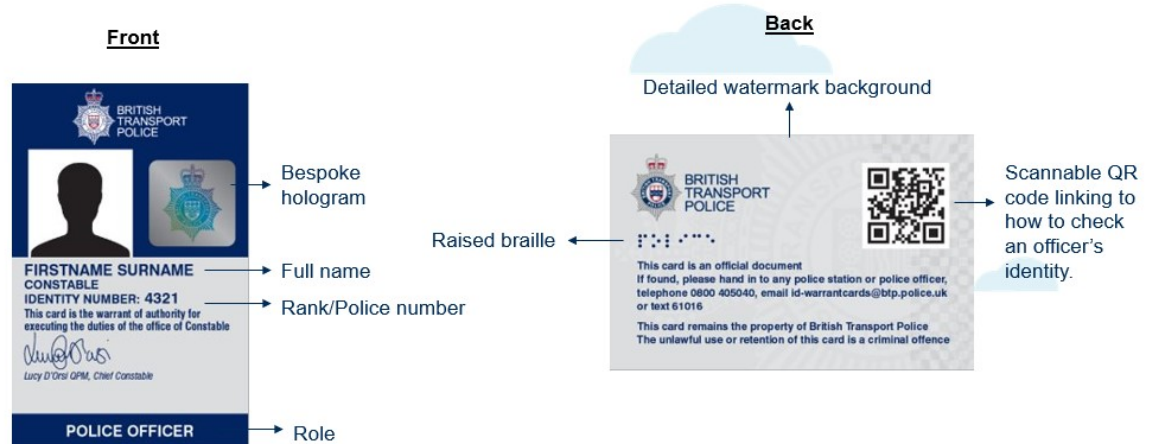 Front
BRITISH
TRANSPORT
POLICE
Bespoke
hologram
FIRSTNAME SURNAME
Full name
CONSTABLE
IDENTITY NUMBER: 4321
Rank/Police number
This card is the warrant of authority for
executing the duties of the office of Constable
Lucy D'Orsi QPM, Chief Constable
POLICE OFFICER
Role
Back
Detailed watermark background
BRITISH
TRANSPORT
POLICE
Raised braille
Scannable QR
code linking to
how to check
an officer's
identity.
This card is an official document
If found, please hand in to any police station or police officer,
telephone 0800 405040, email id-warrantcards@btp.police.uk
or text 61016
This card remains the property of British Transport Police
The unlawful use or retention of this card is a criminal offence